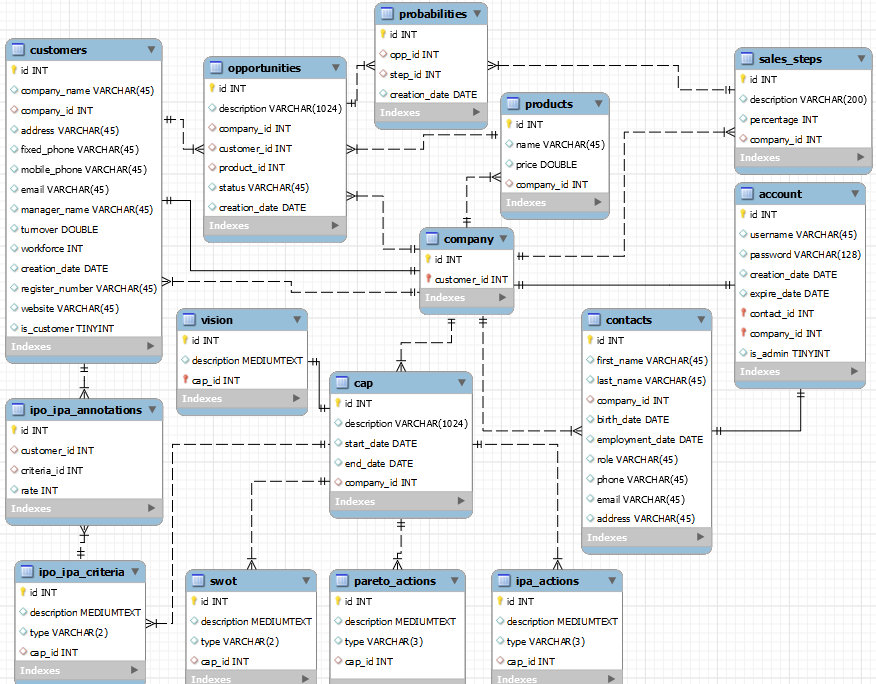 probabilities
id INT
opp_id INT
step_id INT
creation_date DATE
Indexes
customers
id INT
company_name VARCHAR(45)
company_id INT
address VARCHAR(45)
fixed_phone VARCHAR(45)
mobile_phone VARCHAR(45)
email VARCHAR(45)
manager_name VARCHAR(45)
turnover DOUBLE
workforce INT
creation_date DATE
register_number VARCHAR(45)
website VARCHAR(45)
is_customer TINYINT
Indexes
opportunities
id INT
description VARCHAR(1024)
company_id INT
customer_id INT
product_id INT
status VARCHAR(45)
creation_date DATE
Indexes
sales_steps
id INT
description VARCHAR(200)
percentage INT
company_id INT
Indexes
products
id INT
name VARCHAR(45)
price DOUBLE
company_id INT
Indexes
account
id INT
username VARCHAR(45)
password VARCHAR(128)
creation_date DATE
expire_date DATE
contact_id INT
company_id INT
is_admin TINYINT
Indexes
company
id INT
customer_id INT
Indexes
vision
id INT
description MEDIUMTEXT
cap_id INT
Indexes
contacts
id INT
first_name VARCHAR(45)
last_name VARCHAR(45)
company_id INT
birth_date DATE
employment_date DATE
role VARCHAR(45)
phone VARCHAR(45)
email VARCHAR(45)
address VARCHAR(45)
Indexes
cap
id INT
description VARCHAR(1024)
start_date DATE
end_date DATE
company_id INT
Indexes
ipo_ipa_annotations
id INT
customer_id INT
criteria_id INT
rate INT
Indexes
ipo_ipa_criteria
id INT
description MEDIUMTEXT
type VARCHAR(2)
cap_id INT
Indexes
swot
id INT
description MEDIUMTEXT
type VARCHAR(2)
cap_id INT
Indexes
pareto_actions
id INT
description MEDIUMTEXT
type VARCHAR(3)
cap_id INT
Indexes
ipa_actions
id INT
description MEDIUMTEXT
type VARCHAR(3)
cap_id INT
Indexes